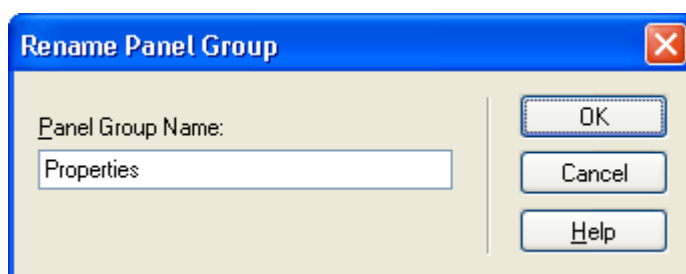 Rename Panel Group
Panel Group Name:
Properties
OK
Cancel
Help